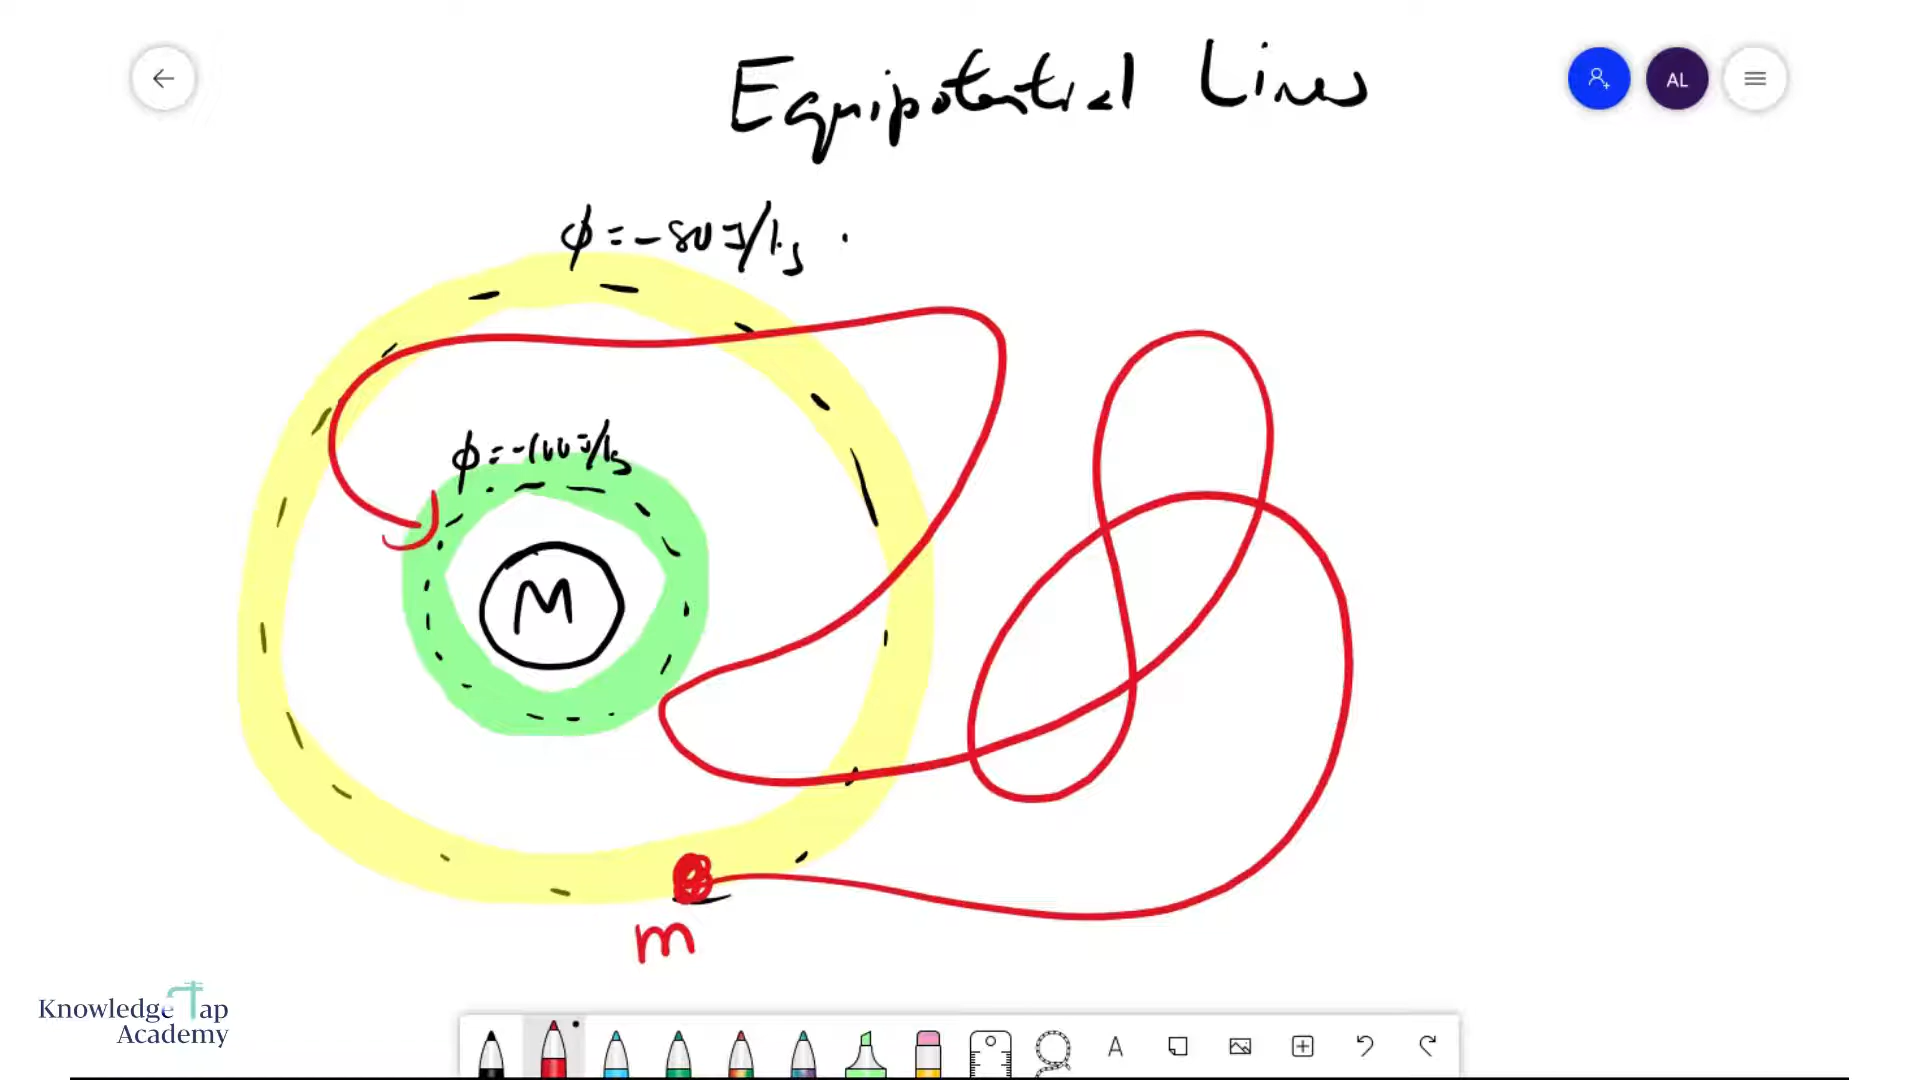 Equipotential Lines
AL
ϕ = -80 J/kg
ϕ = -100 J/kg
M
m
Knowledge Tap
Academy
A